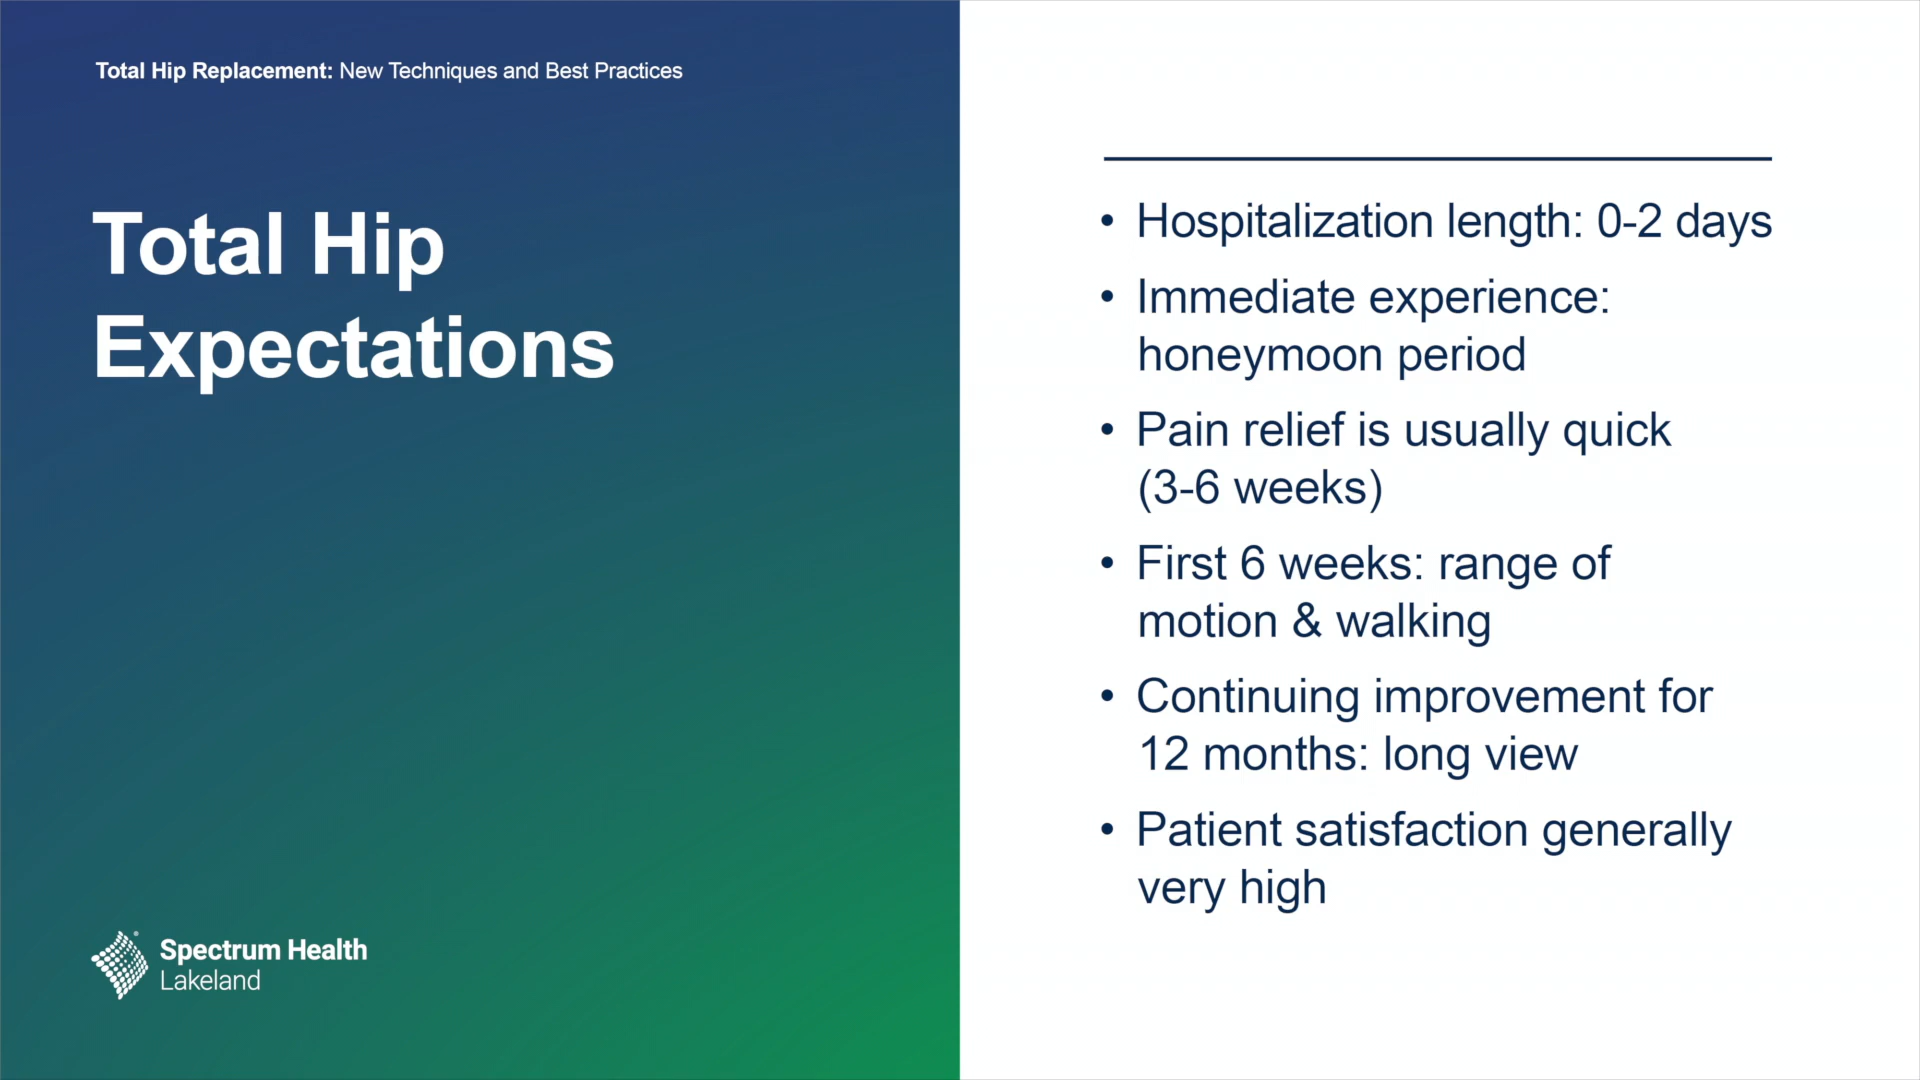 Total Hip Replacement: New Techniques and Best Practices
Total Hip
Expectations
Spectrum Health
Lakeland
• Hospitalization length: 0-2 days
• Immediate experience:
honeymoon period
• Pain relief is usually quick
(3-6 weeks)
• First 6 weeks: range of
motion & walking
• Continuing improvement for
12 months: long view
• Patient satisfaction generally
very high